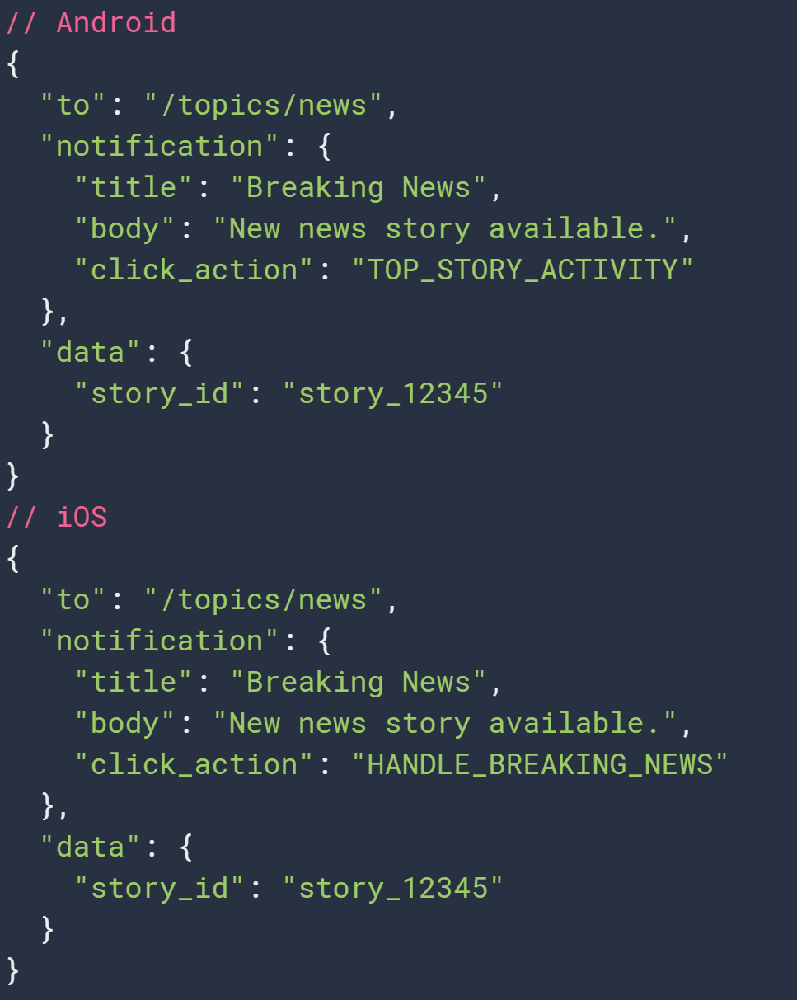 // Android
{
  "to": "/topics/news",
  "notification": {
    "title": "Breaking News",
    "body": "New news story available.",
    "click_action": "TOP_STORY_ACTIVITY"
  },
  "data": {
    "story_id": "story_12345"
  }
}
// iOS
{
  "to": "/topics/news",
  "notification": {
    "title": "Breaking News",
    "body": "New news story available.",
    "click_action": "HANDLE_BREAKING_NEWS"
  },
  "data": {
    "story_id": "story_12345"
  }
}